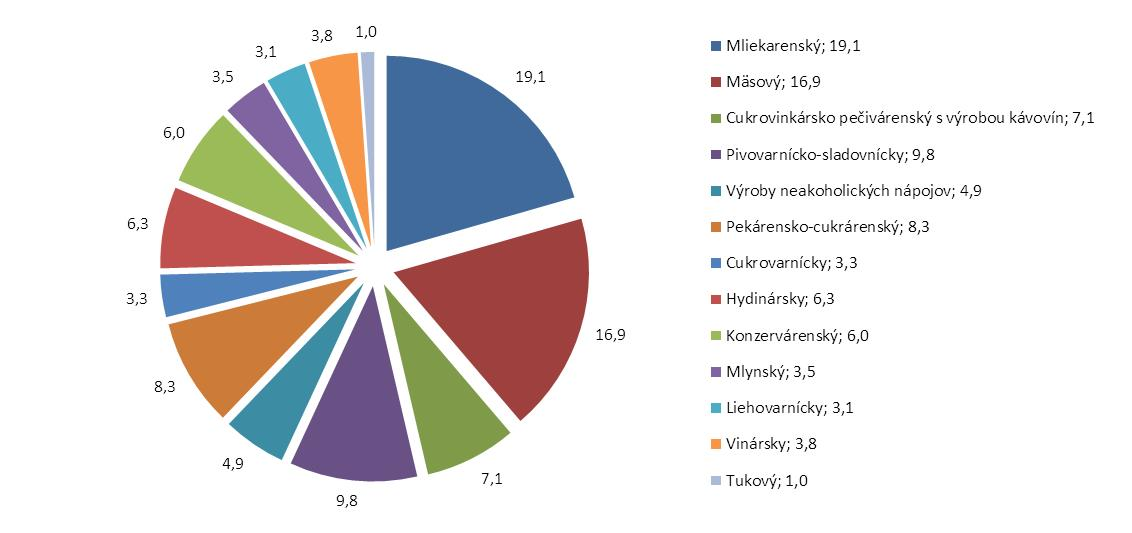 19,1
16,9
7,1
9,8
4,9
8,3
3,3
6,3
6,0
3,5
3,1
3,8
1,0
Mliekarenský; 19,1
Mäsový; 16,9
Cukrovinkársko pečivárenský s výrobou kávovín; 7,1
Pivovarnícko-sladovnícky; 9,8
Výroby neakoholických nápojov; 4,9
Pekárensko-cukrárenský; 8,3
Cukrovarnícky; 3,3
Hydinársky; 6,3
Konzervárenský; 6,0
Mlynský; 3,5
Liehovarnícky; 3,1
Vinársky; 3,8
Tukový; 1,0